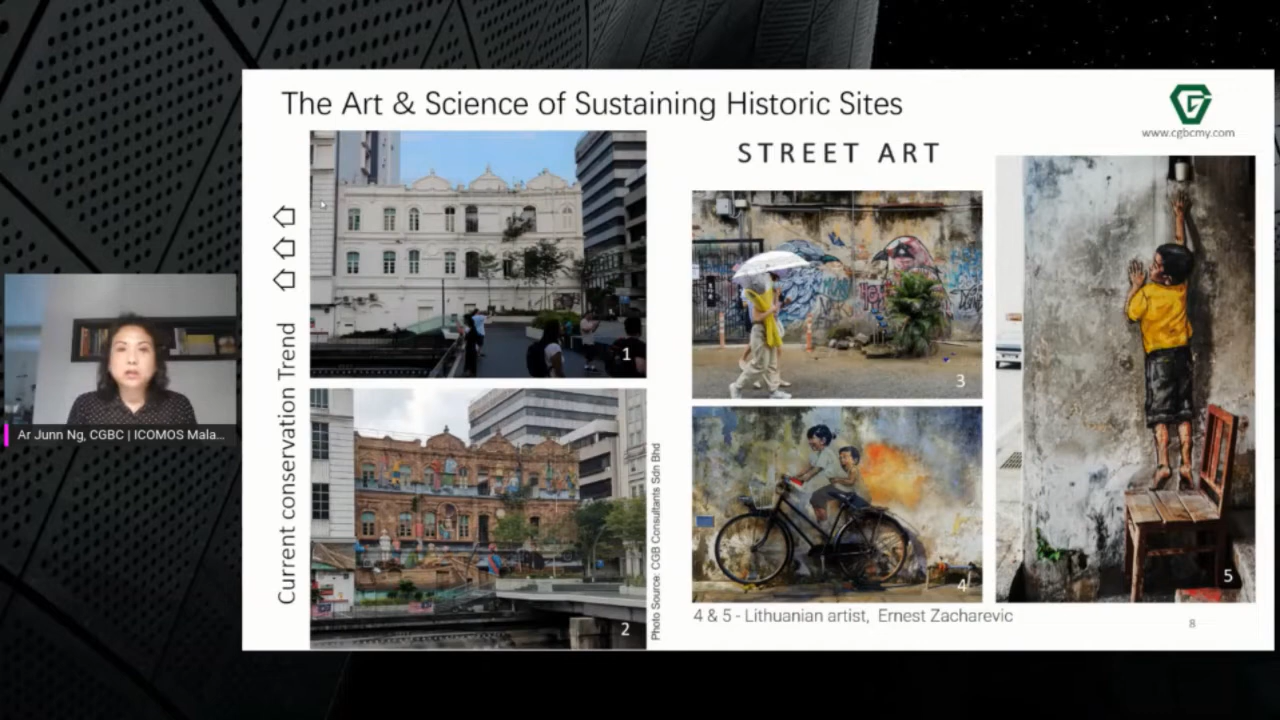 The Art & Science of Sustaining Historic Sites
www.cgbcmy.com
STREET ART
Current conservation Trend
1
2
3
4
5
Photo Source: CGB Consultants Sdn Bhd
4 & 5 - Lithuanian artist, Ernest Zacharevic
8
Ar Junn Ng, CGBC | ICOMOS Mala...